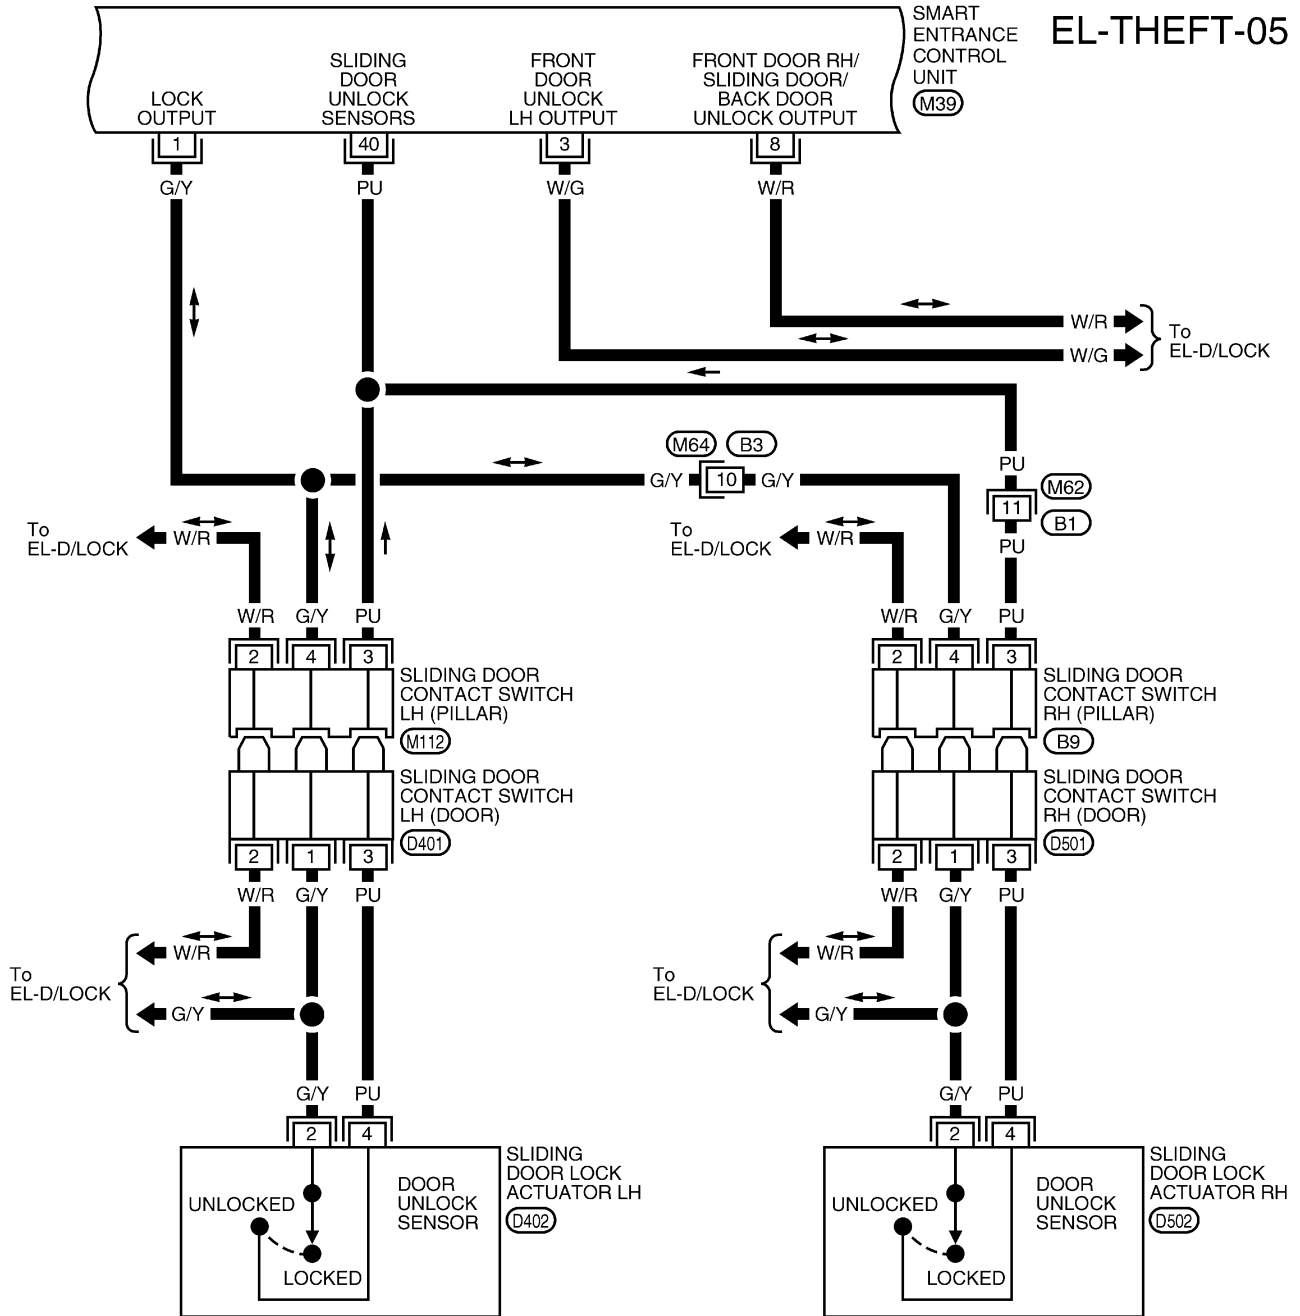 EL-THEFT-05
SMART
ENTRANCE
CONTROL
UNIT
M39
LOCK
OUTPUT
SLIDING
DOOR
UNLOCK
SENSORS
FRONT
DOOR
UNLOCK
LH OUTPUT
FRONT DOOR RH/
SLIDING DOOR/
BACK DOOR
UNLOCK OUTPUT
1 40 3 8
G/Y PU W/G W/R
W/R
W/G
To
EL-D/LOCK
M64 B3
G/Y 10 G/Y
PU
11
M62
B1
PU
To
EL-D/LOCK
W/R
To
EL-D/LOCK
W/R
W/R G/Y PU
2 4 3
SLIDING DOOR
CONTACT SWITCH
LH (PILLAR)
M112
SLIDING DOOR
CONTACT SWITCH
LH (DOOR)
D401
2 1 3
W/R G/Y PU
W/R G/Y PU
2 4 3
SLIDING DOOR
CONTACT SWITCH
RH (PILLAR)
B9
SLIDING DOOR
CONTACT SWITCH
RH (DOOR)
D501
2 1 3
W/R G/Y PU
To
EL-D/LOCK
W/R
G/Y
To
EL-D/LOCK
W/R
G/Y
G/Y PU
2 4
UNLOCKED
LOCKED
DOOR
UNLOCK
SENSOR
SLIDING
DOOR LOCK
ACTUATOR LH
D402
G/Y PU
2 4
UNLOCKED
LOCKED
DOOR
UNLOCK
SENSOR
SLIDING
DOOR LOCK
ACTUATOR RH
D502